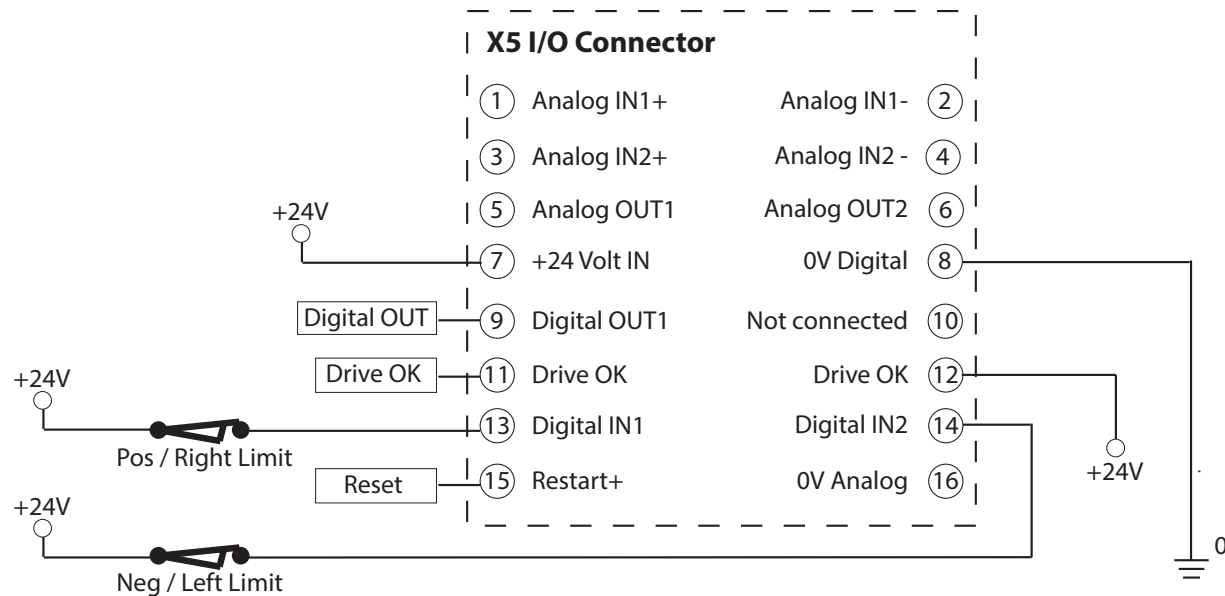 X5 I/O Connector
1 Analog IN1+ Analog IN1- 2
3 Analog IN2+ Analog IN2 - 4
+24V
5 Analog OUT1 Analog OUT2 6
7 +24 Volt IN 0V Digital 8
Digital OUT 9 Digital OUT1 Not connected 10
+24V
Drive OK 11 Drive OK Drive OK 12
13 Digital IN1 Digital IN2 14
Pos / Right Limit
+24V
Reset 15 Restart+ 0V Analog 16
+24V
0
Neg / Left Limit